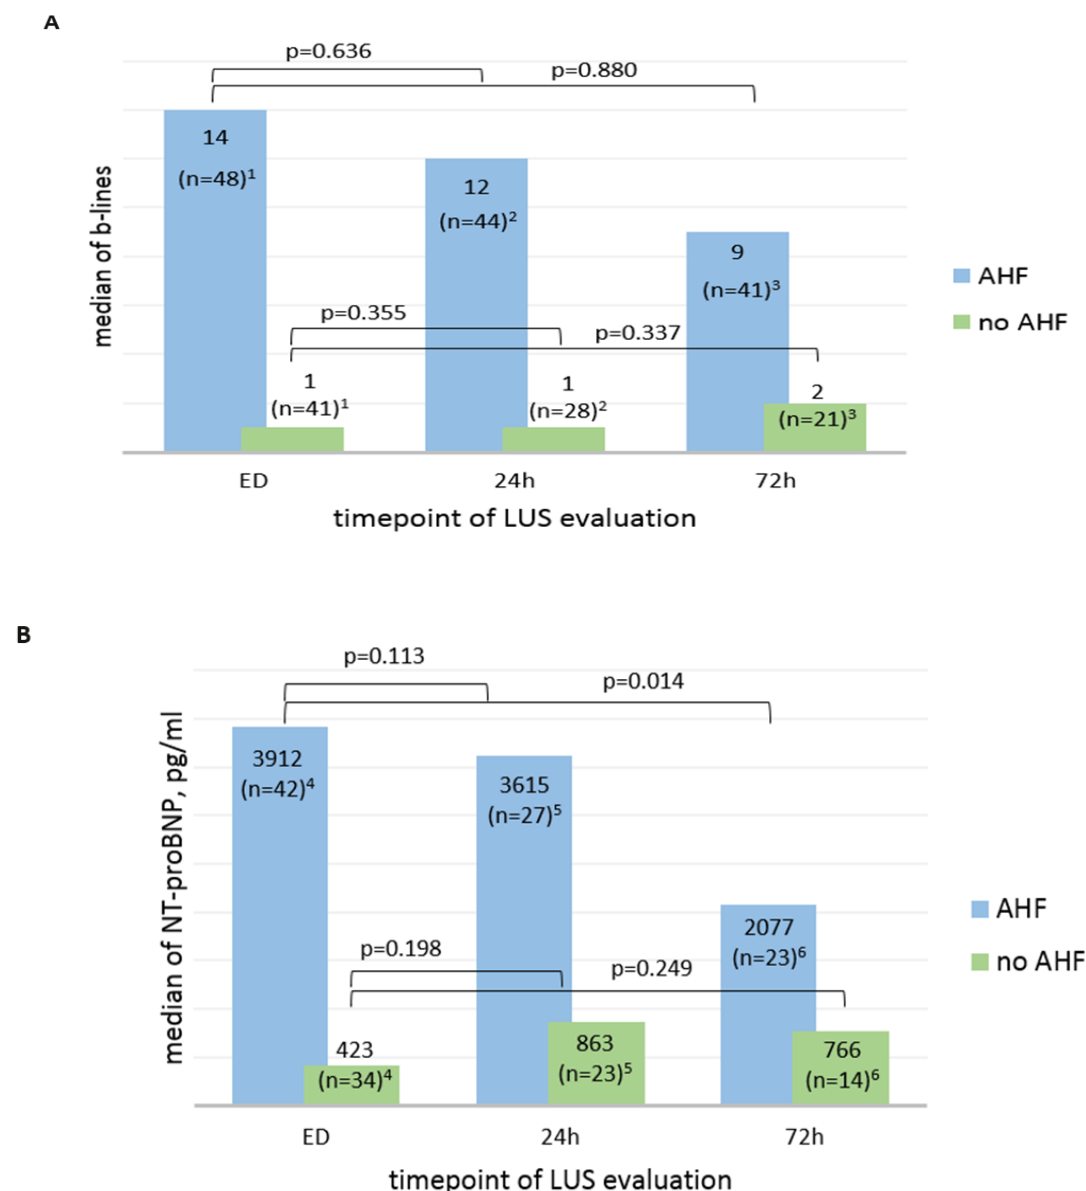 A
p=0.636
p=0.880
14
(n=48)¹
12
(n=44)²
9
(n=41)³
p=0.355
p=0.337
1
(n=41)¹
1
(n=28)²
2
(n=21)³
median of b-lines
AHF
no AHF
ED 24h 72h
timepoint of LUS evaluation
B
p=0.113
p=0.014
3912
(n=42)⁴
3615
(n=27)⁵
2077
(n=23)⁶
p=0.198
p=0.249
423
(n=34)⁴
863
(n=23)⁵
766
(n=14)⁶
median of NT-proBNP, pg/ml
AHF
no AHF
ED 24h 72h
timepoint of LUS evaluation